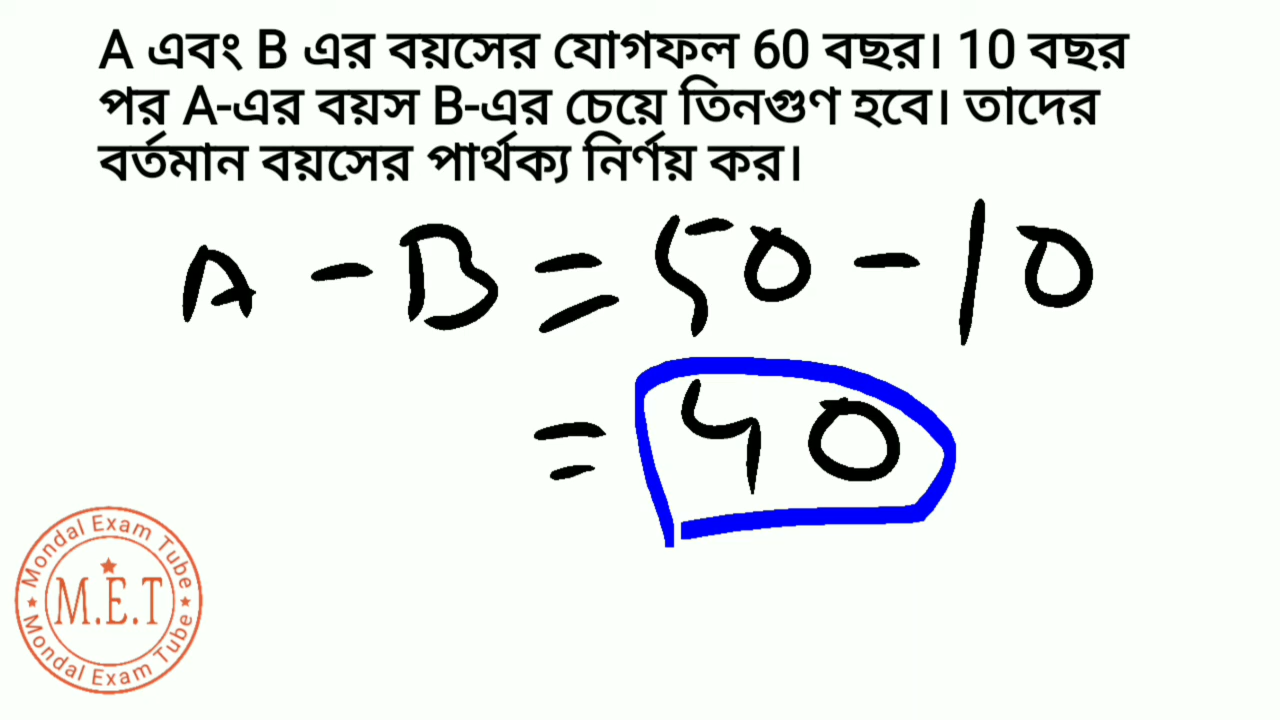 A এবং B এর বয়সের যোগফল 60 বছর। 10 বছর
পর A-এর বয়স B-এর চেয়ে তিনগুণ হবে। তাদের
বর্তমান বয়সের পার্থক্য নির্ণয় কর।
A - B = 50 - 10
= 40
Mondal Exam Tube
M.E.T
Mondal Exam Tube